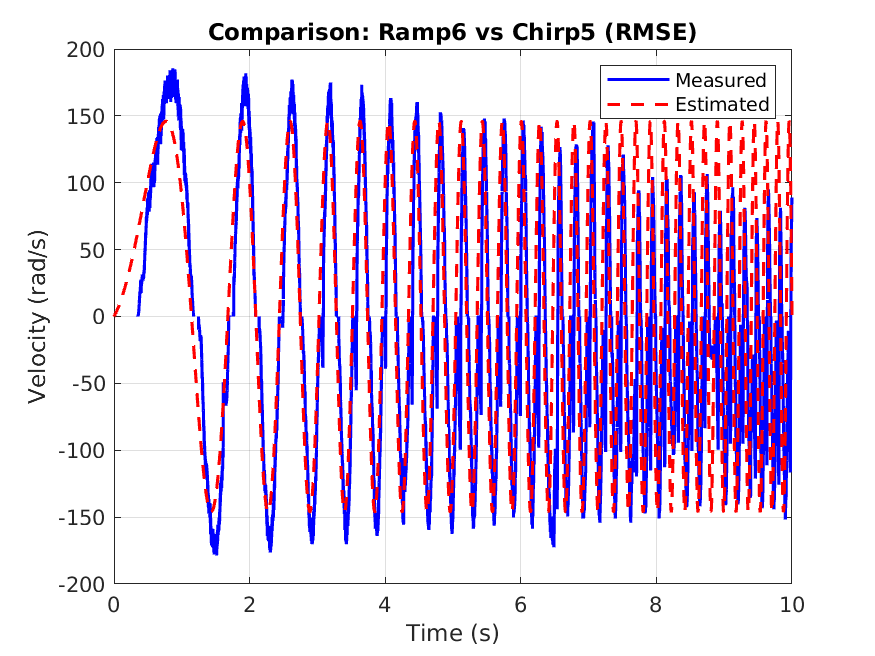 Comparison: Ramp6 vs Chirp5 (RMSE)
Measured
Estimated
200
150
100
50
0
-50
-100
-150
-200
Velocity (rad/s)
0 2 4 6 8 10
Time (s)